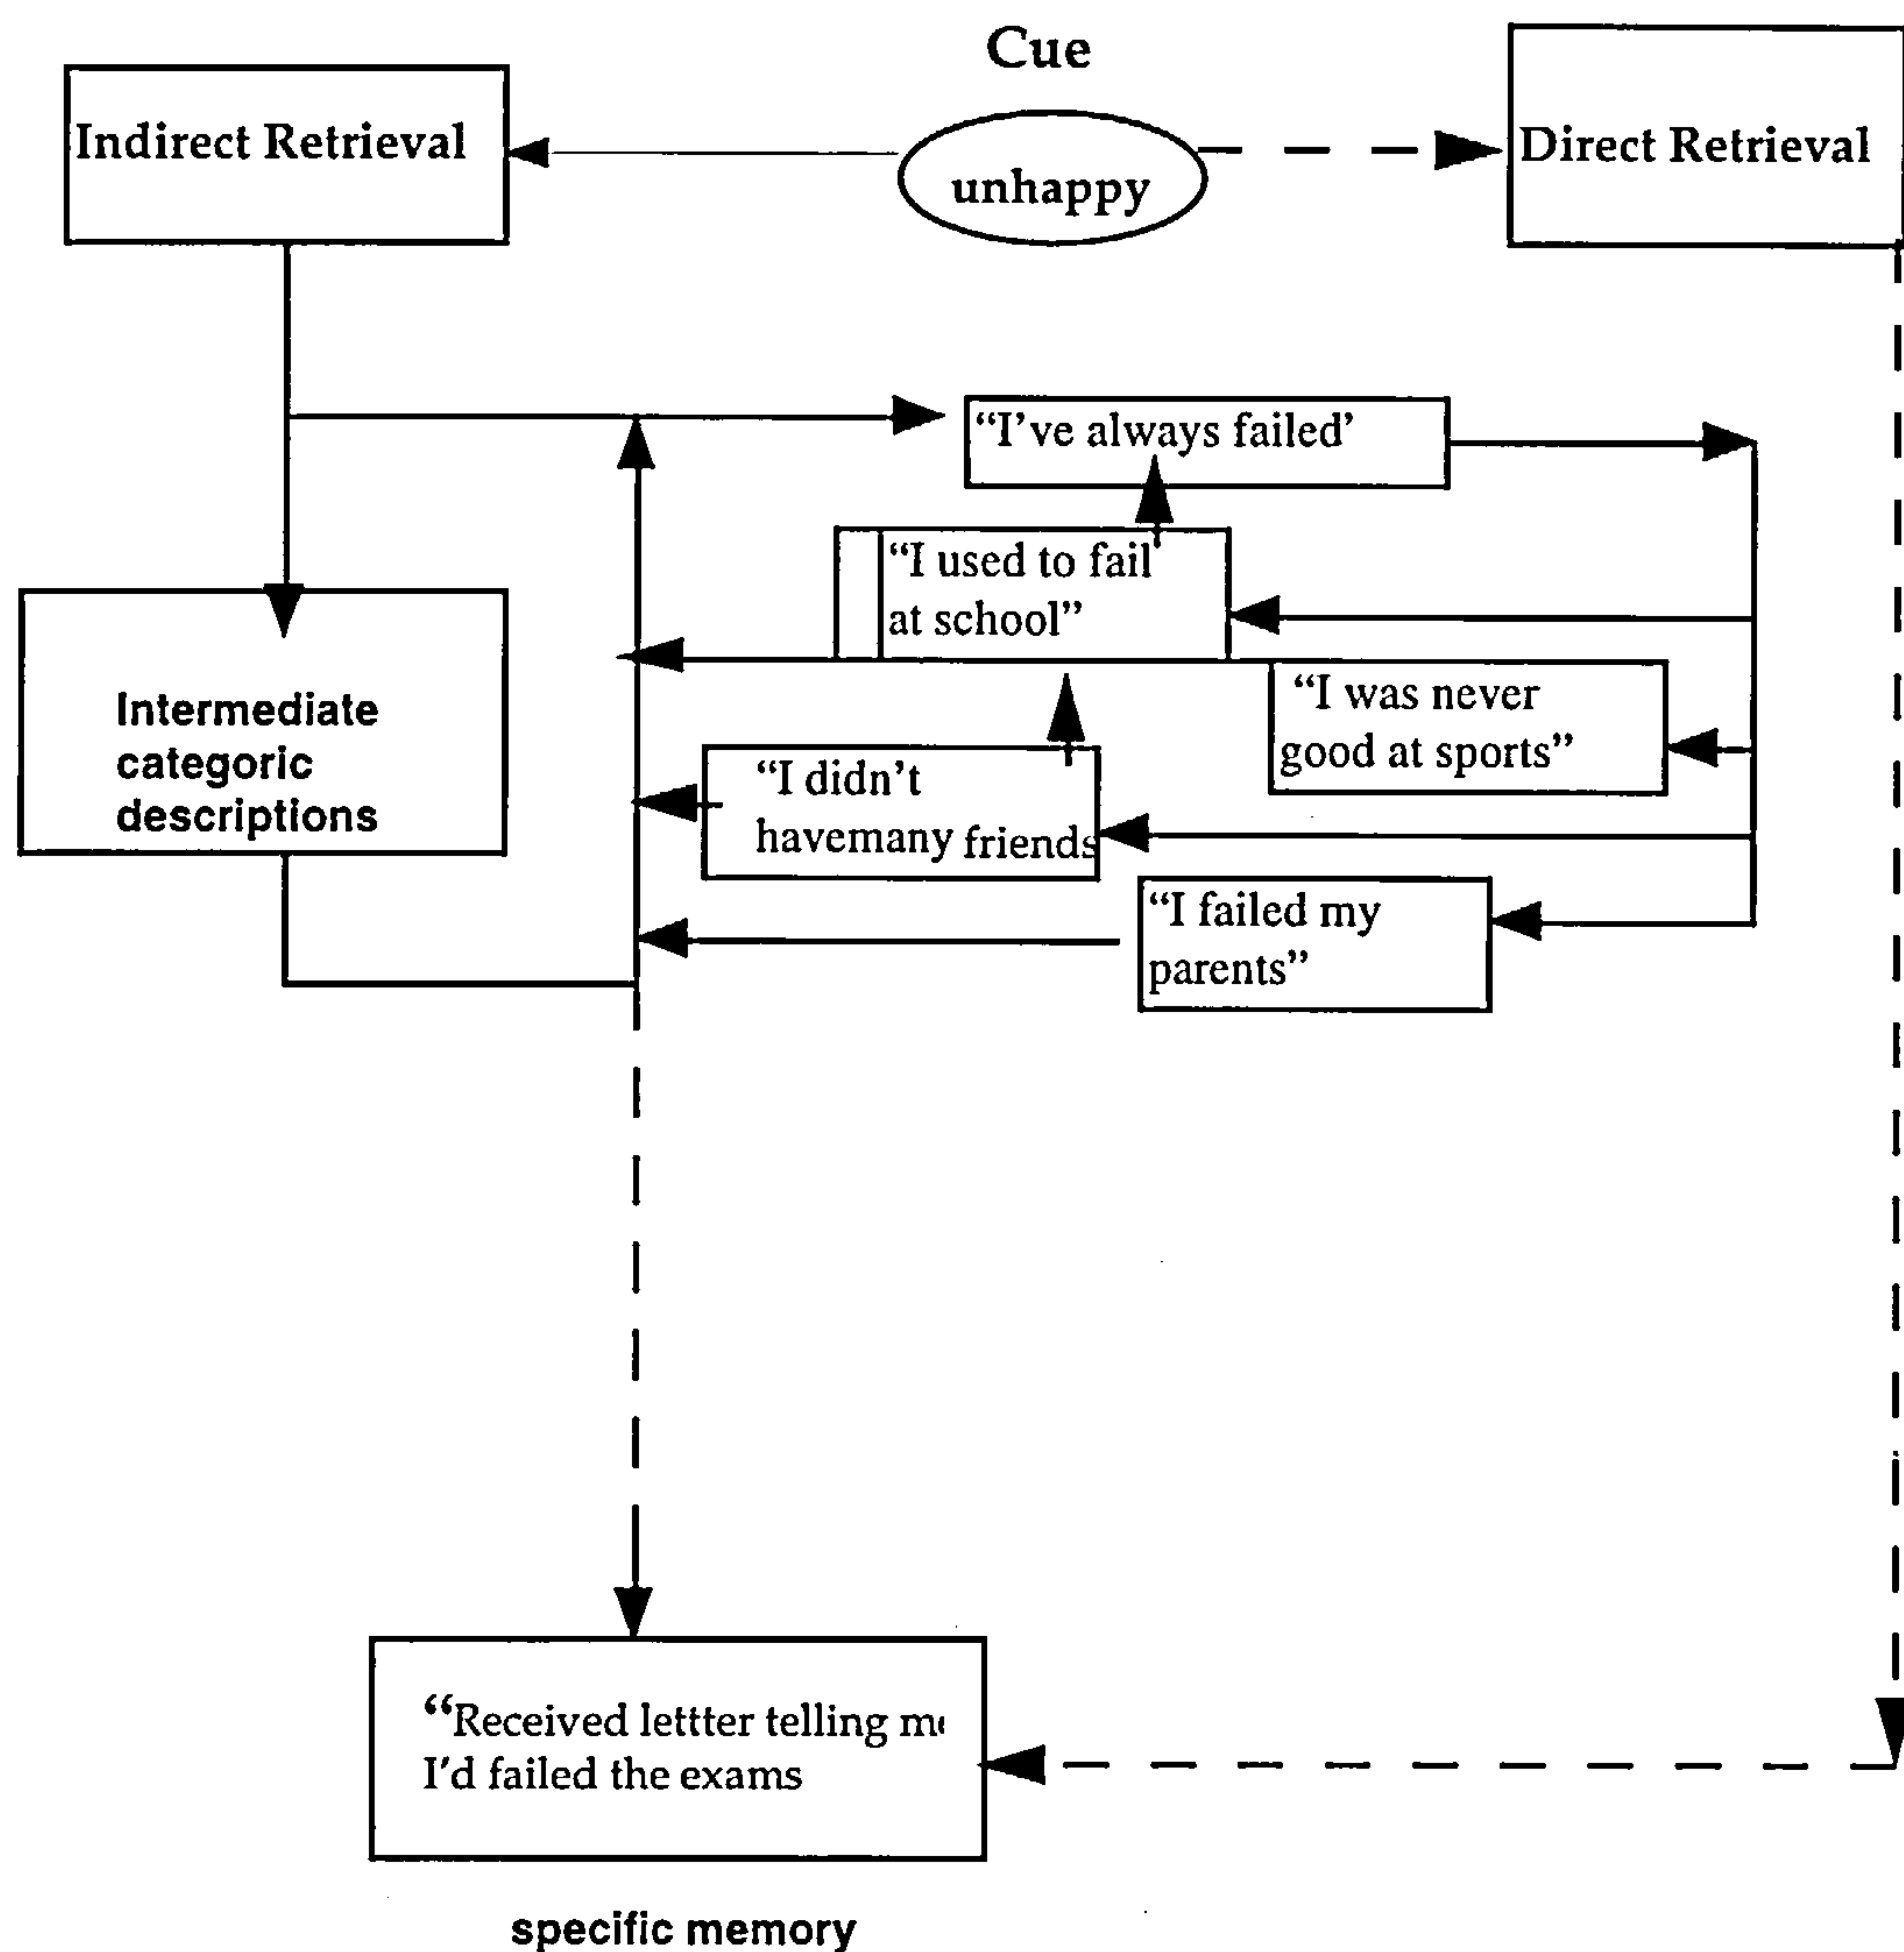 Cue
Indirect Retrieval
unhappy
Direct Retrieval
“I've always failed’
“I used to fail
at school”
Intermediate
categoric
descriptions
“I was never
good at sports”
“I didn't
havemany friends
“I failed my
parents”
“Received lettter telling
I'd failed the exams
specific memory